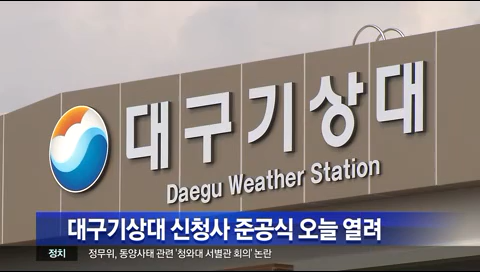 대구기상대
Daegu Weather Station
대구기상대 신청사 준공식 오늘 열려
정치 정무위, 동양사태 관련 '청와대 서별관 회의' 논란